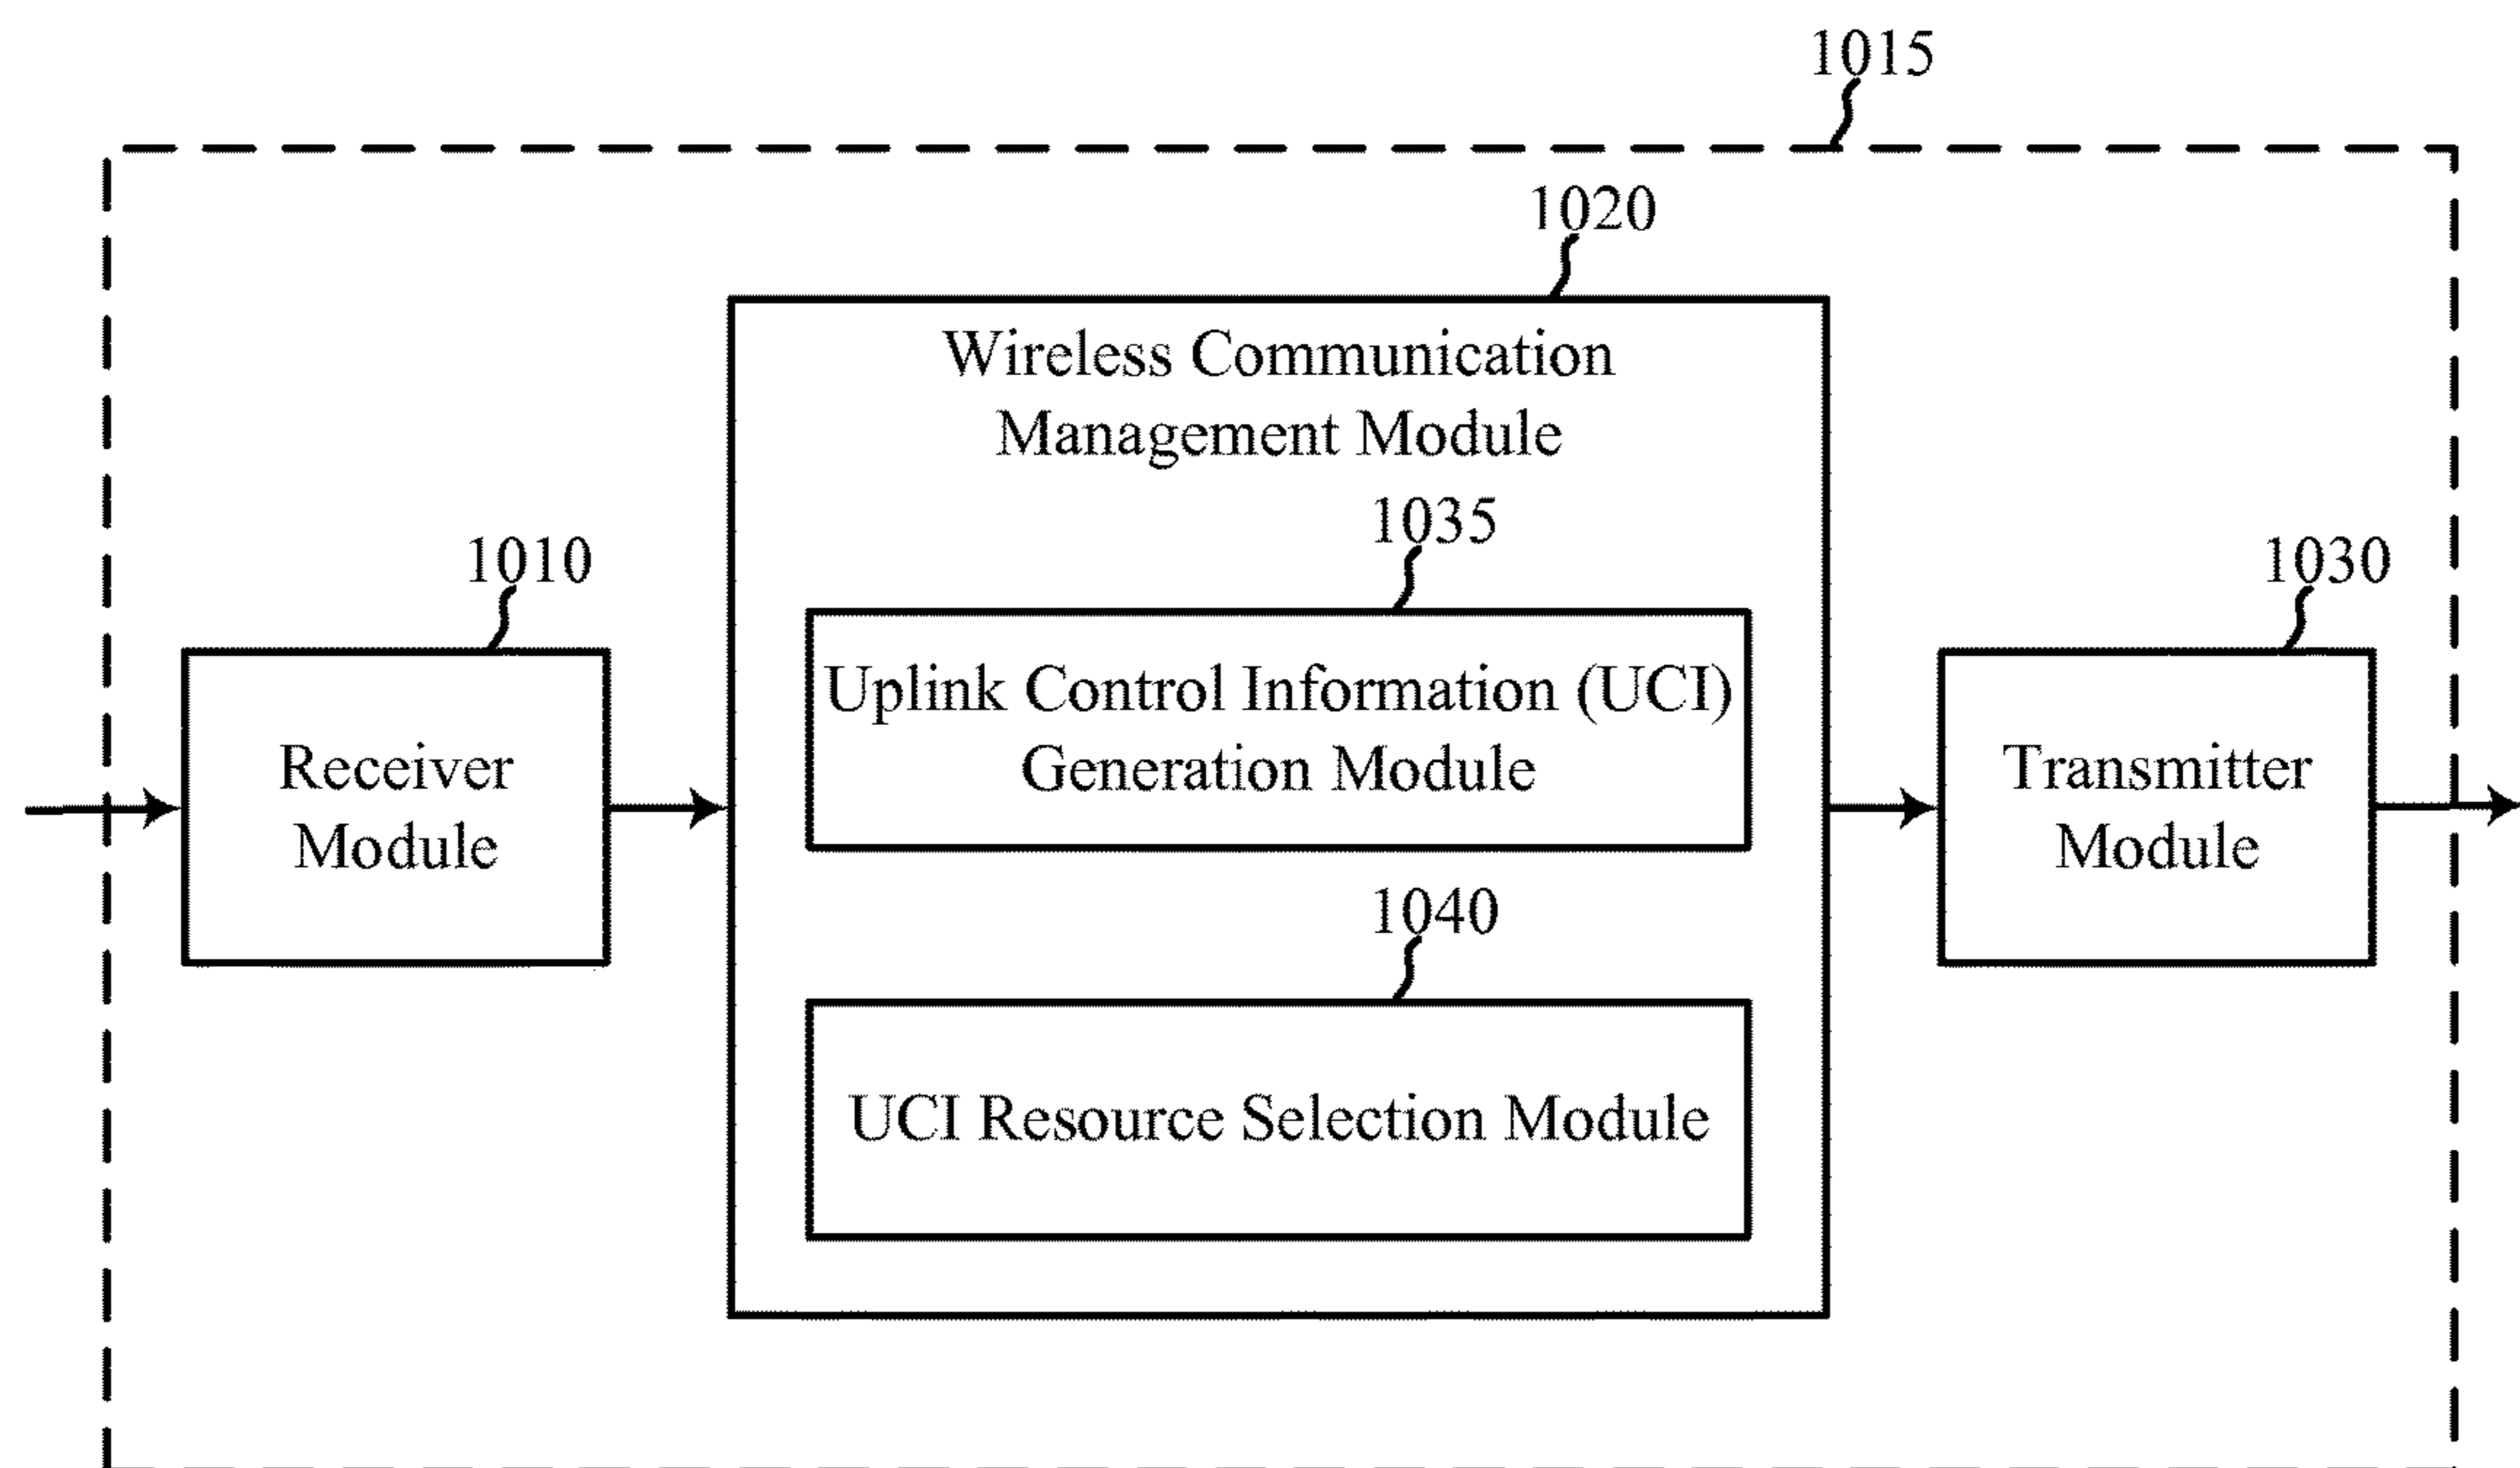 1015
1020
Wireless Communication
Management Module
1035
1010
1030
Uplink Control Information (UCI)
Generation Module
Receiver
Module
Transmitter
Module
1040
UCI Resource Selection Module